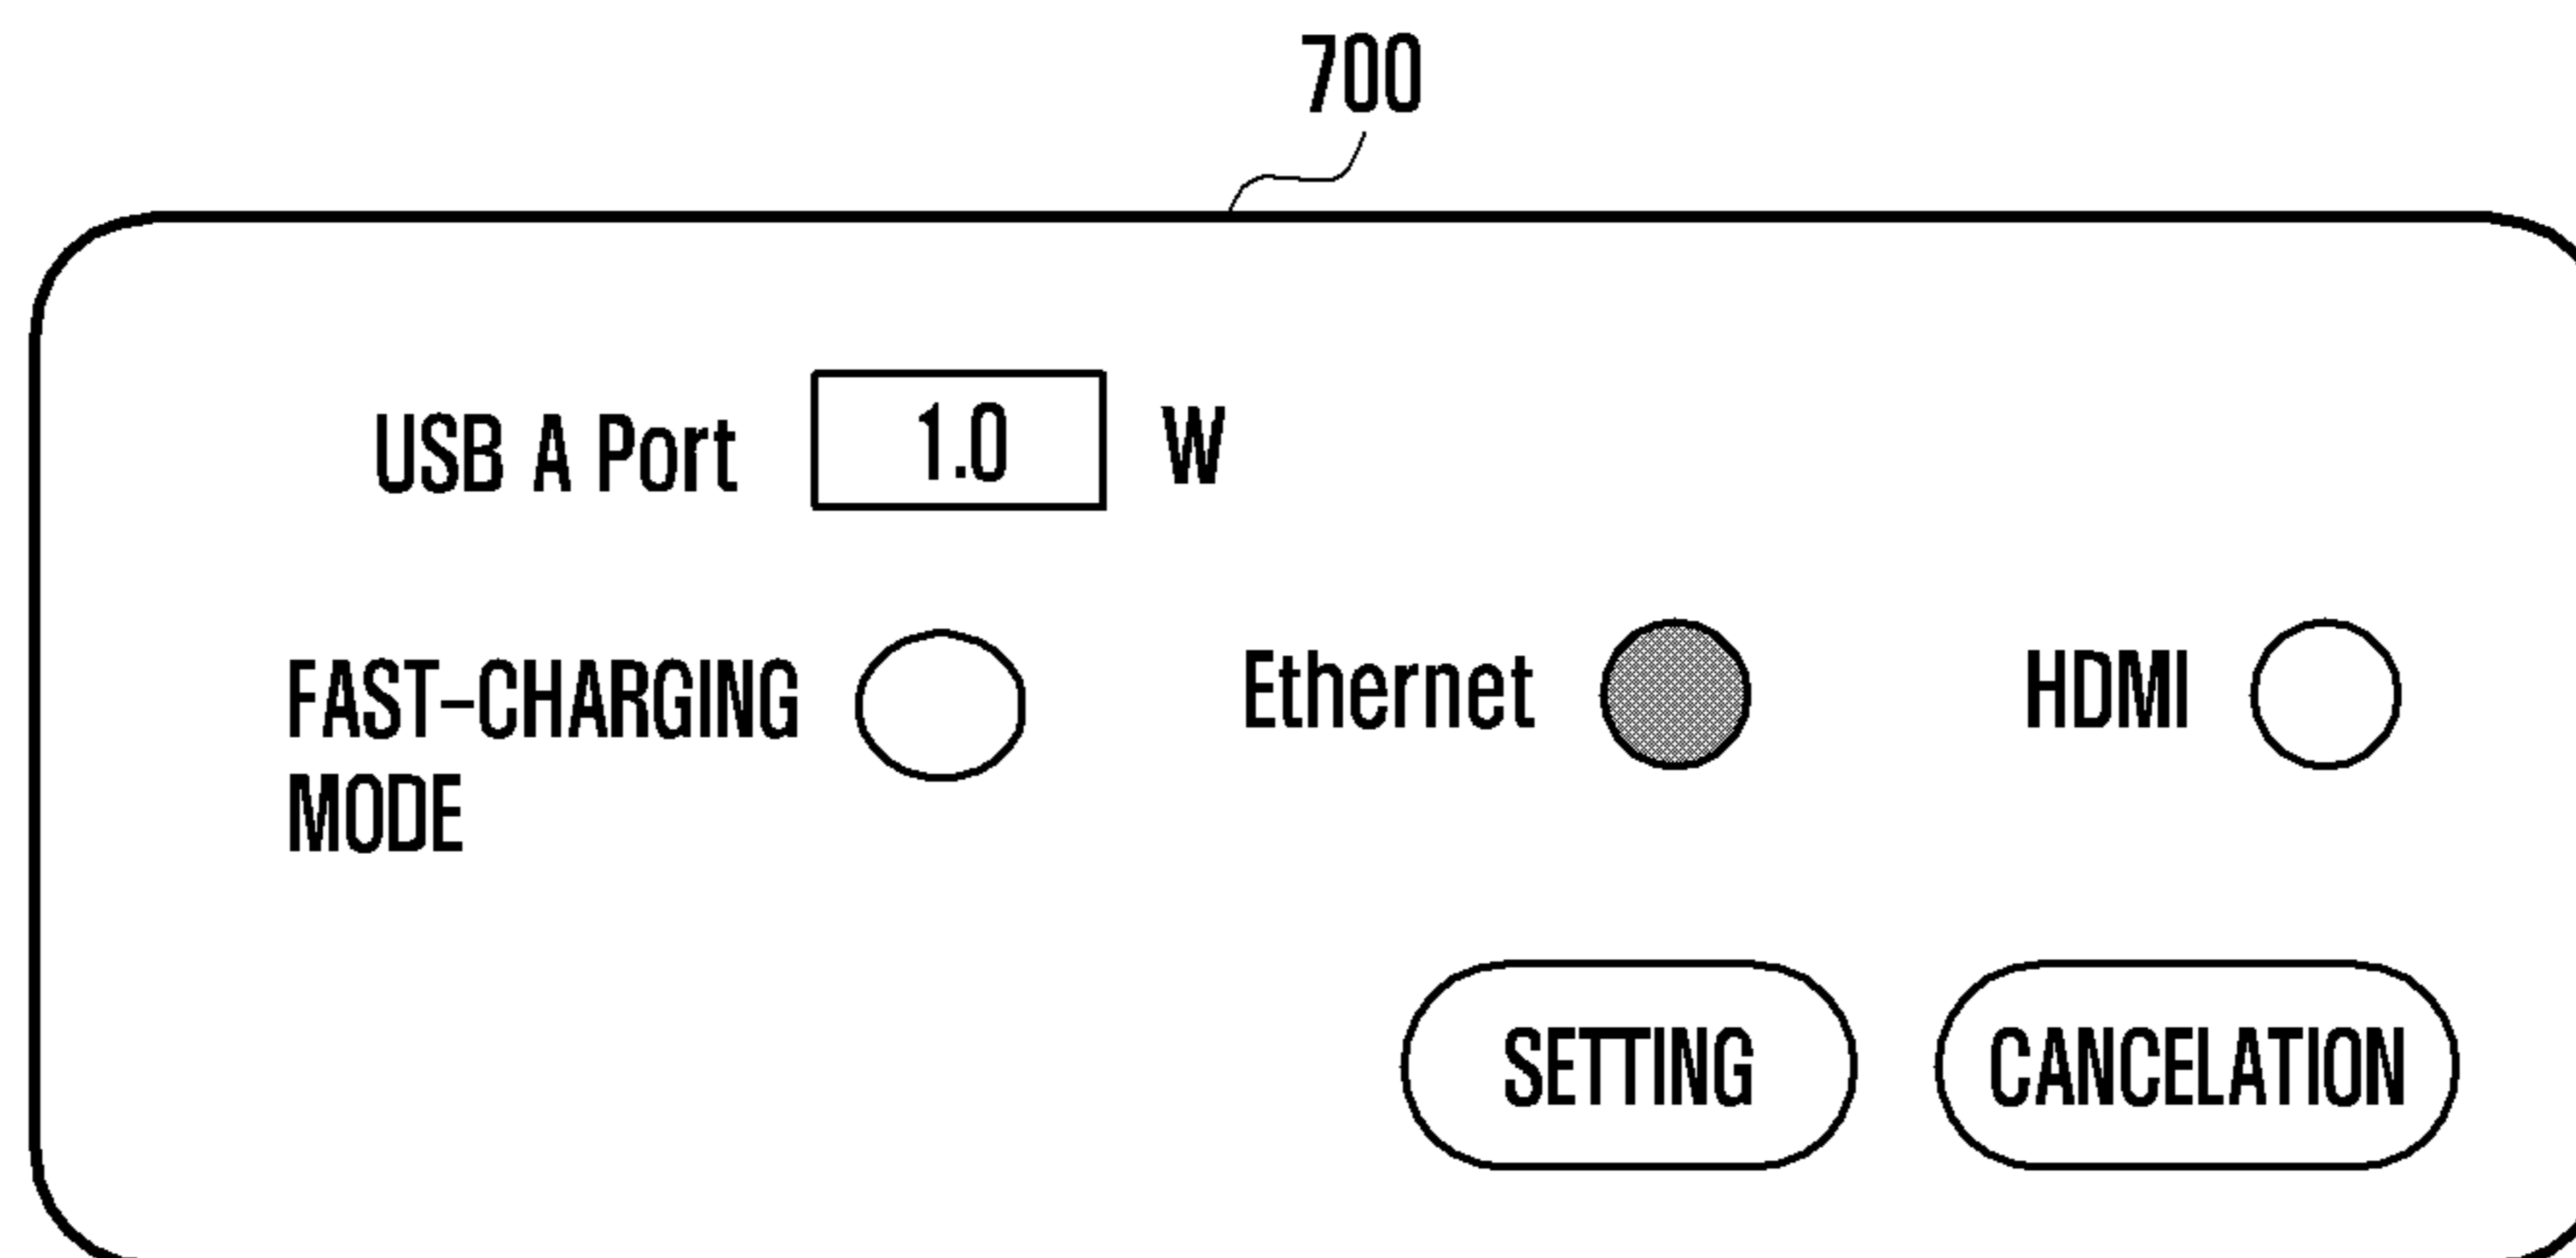 700
USB A Port 1.0 W
FAST-CHARGING MODE Ethernet HDMI
SETTING CANCELATION